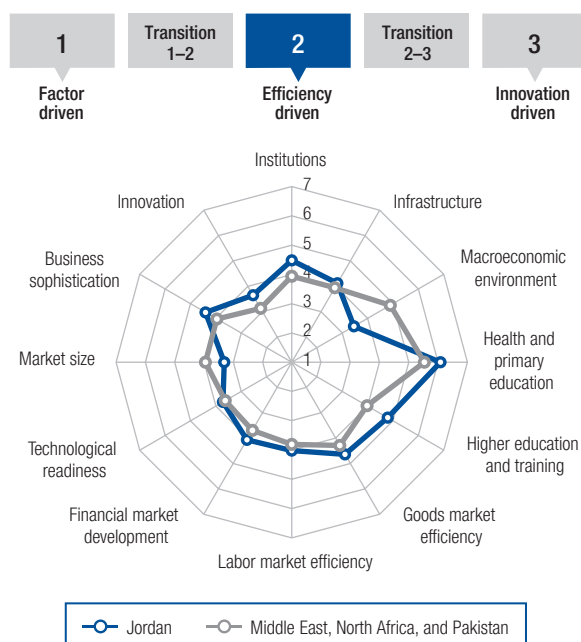 1
Transition
1–2
2
Transition
2–3
3
Factor
driven
Efficiency
driven
Innovation
driven
Institutions
7
6
5
4
3
2
1
Infrastructure
Macroeconomic
environment
Health and
primary
education
Higher education
and training
Goods market
efficiency
Labor market efficiency
Financial market
development
Technological
readiness
Market size
Business
sophistication
Innovation
Jordan
Middle East, North Africa, and Pakistan